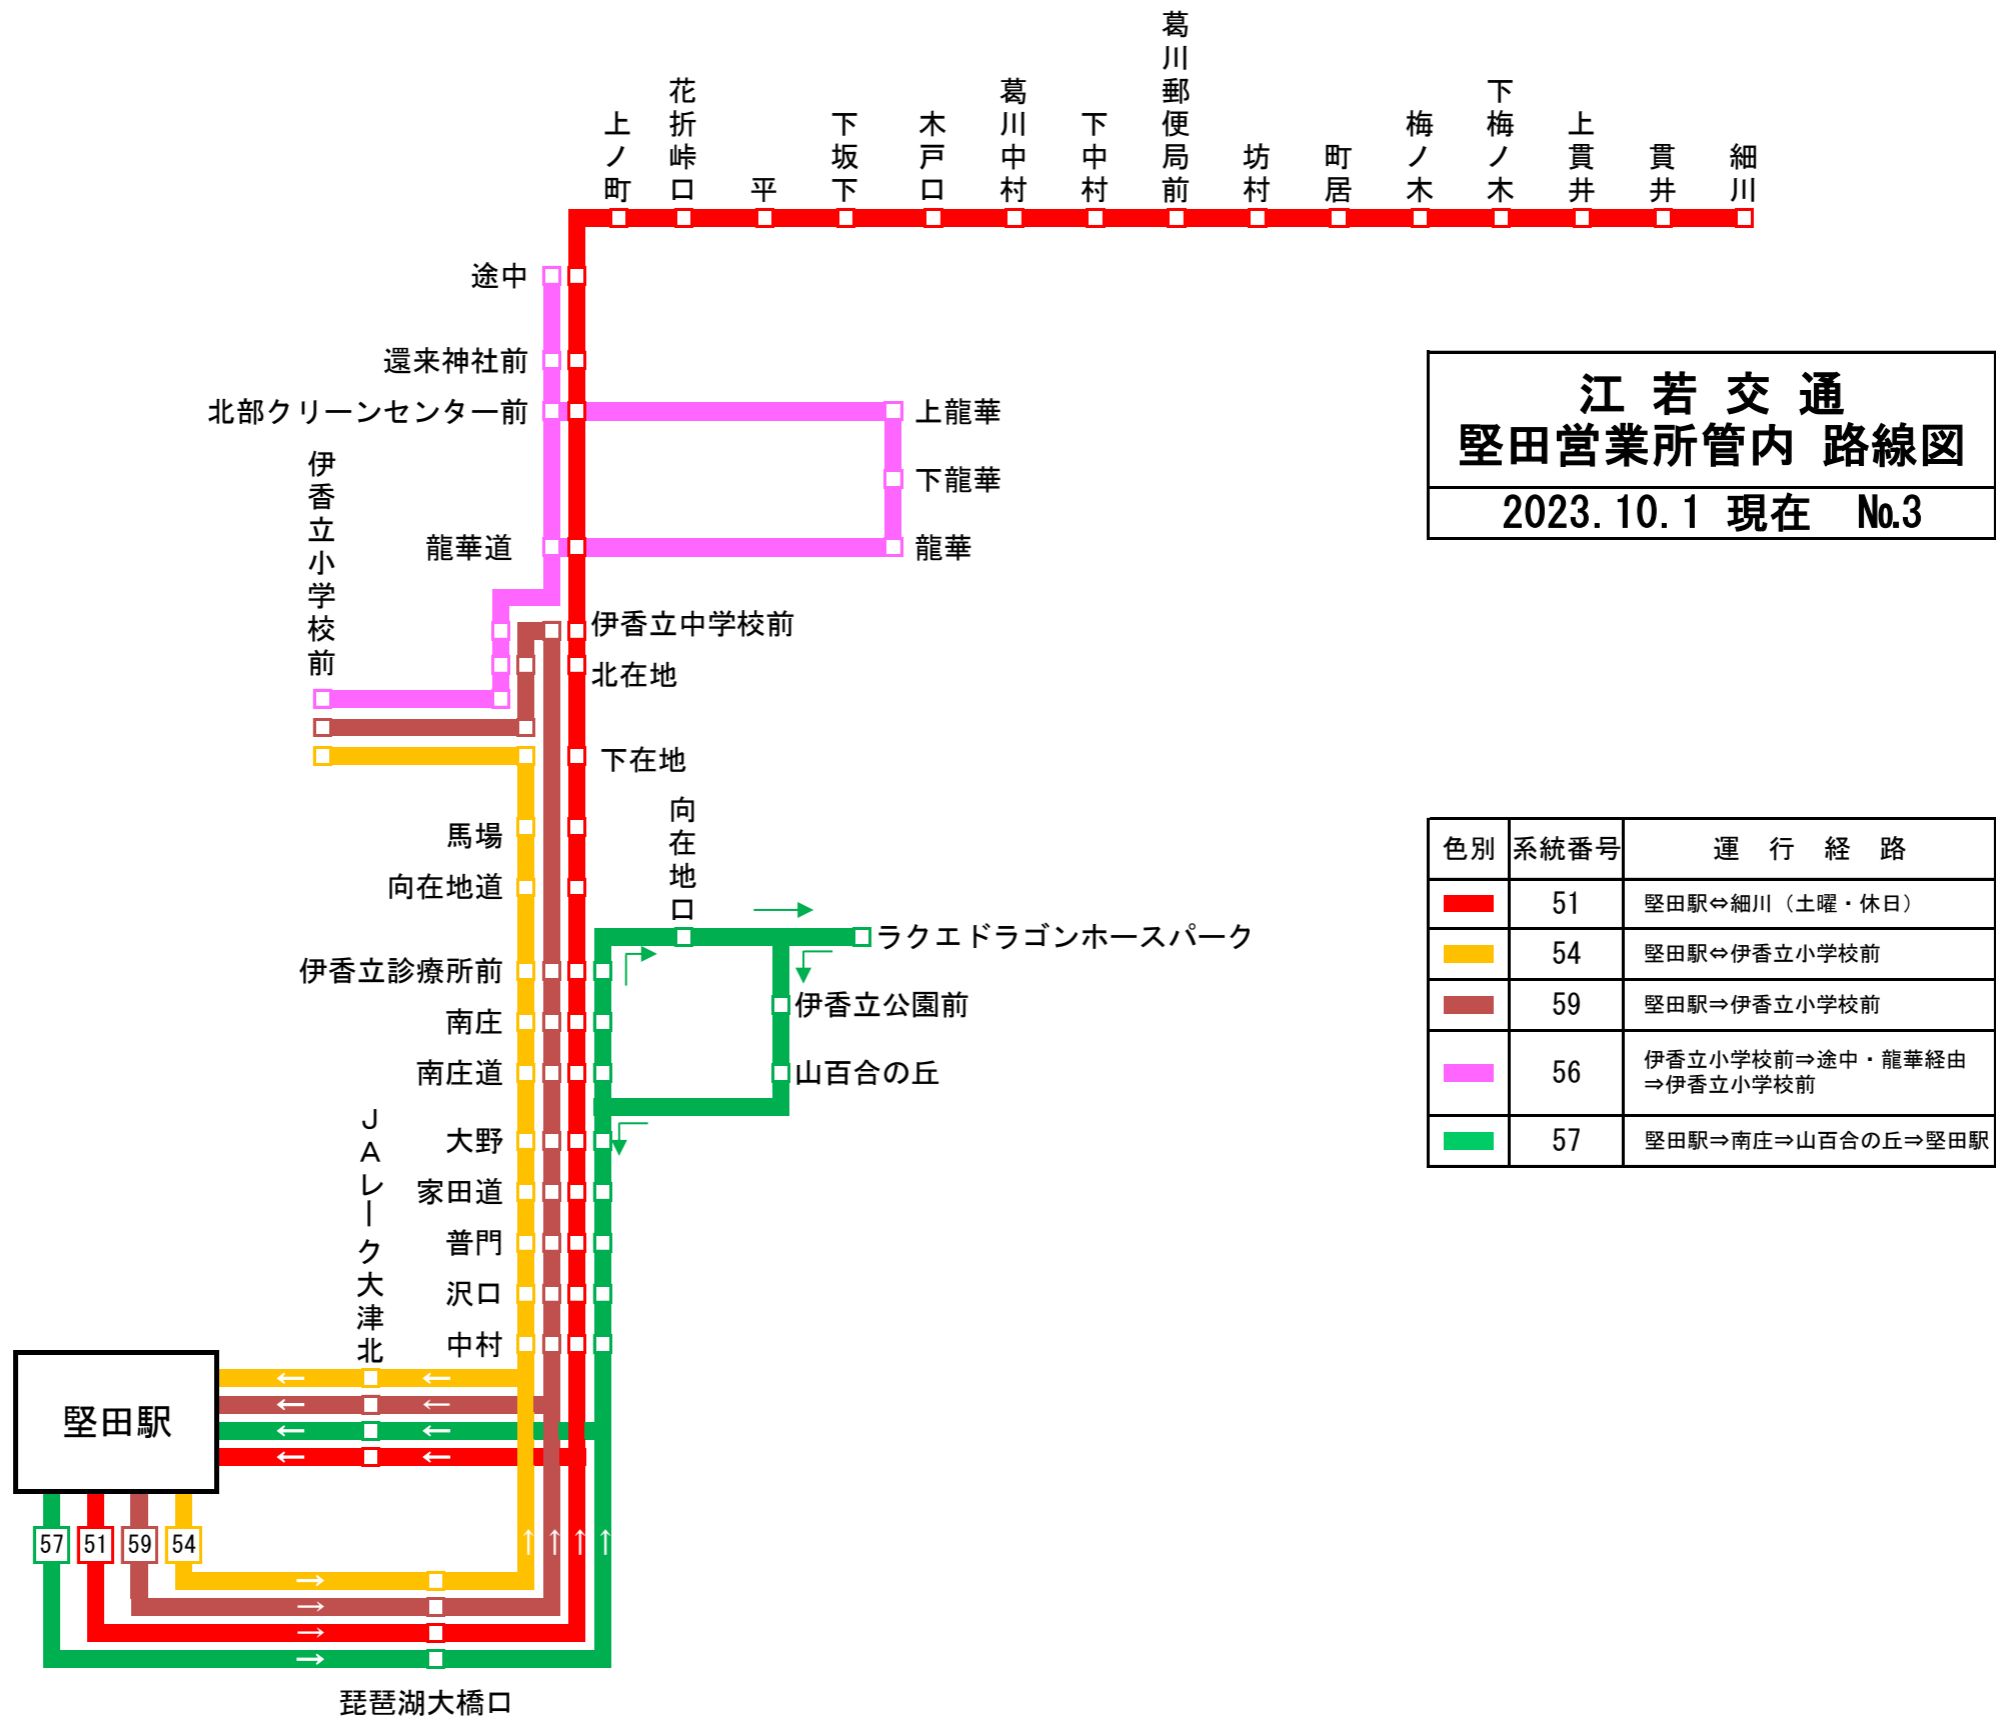 上ノ町
花折峠口
平
下坂下
木戸口
葛川中村
下中村
葛川郵便局前
坊村
町居
梅ノ木
下梅ノ木
上貫井
貫井
細川
途中
還来神社前
北部クリーンセンター前
上龍華
下龍華
龍華道
龍華
伊香立小学校前
伊香立中学校前
北在地
下在地
馬場
向在地道
向在地口
ラクエドラゴンホースパーク
伊香立診療所前
伊香立公園前
南庄
南庄道
山百合の丘
大野
家田道
普門
沢口
中村
JAレーク大津北
堅田駅
← ←
← ←
← ←
← ←
57 51 59 54
↑ ↑ ↑ ↑
→
→
→
→
琵琶湖大橋口
江若交通
堅田営業所管内 路線図
2023.10.1 現在 №3
色別 系統番号 運行経路
51 堅田駅⇔細川（土曜・休日）
54 堅田駅⇔伊香立小学校前
59 堅田駅⇒伊香立小学校前
56 伊香立小学校前⇒途中・龍華経由
⇒伊香立小学校前
57 堅田駅⇒南庄⇒山百合の丘⇒堅田駅